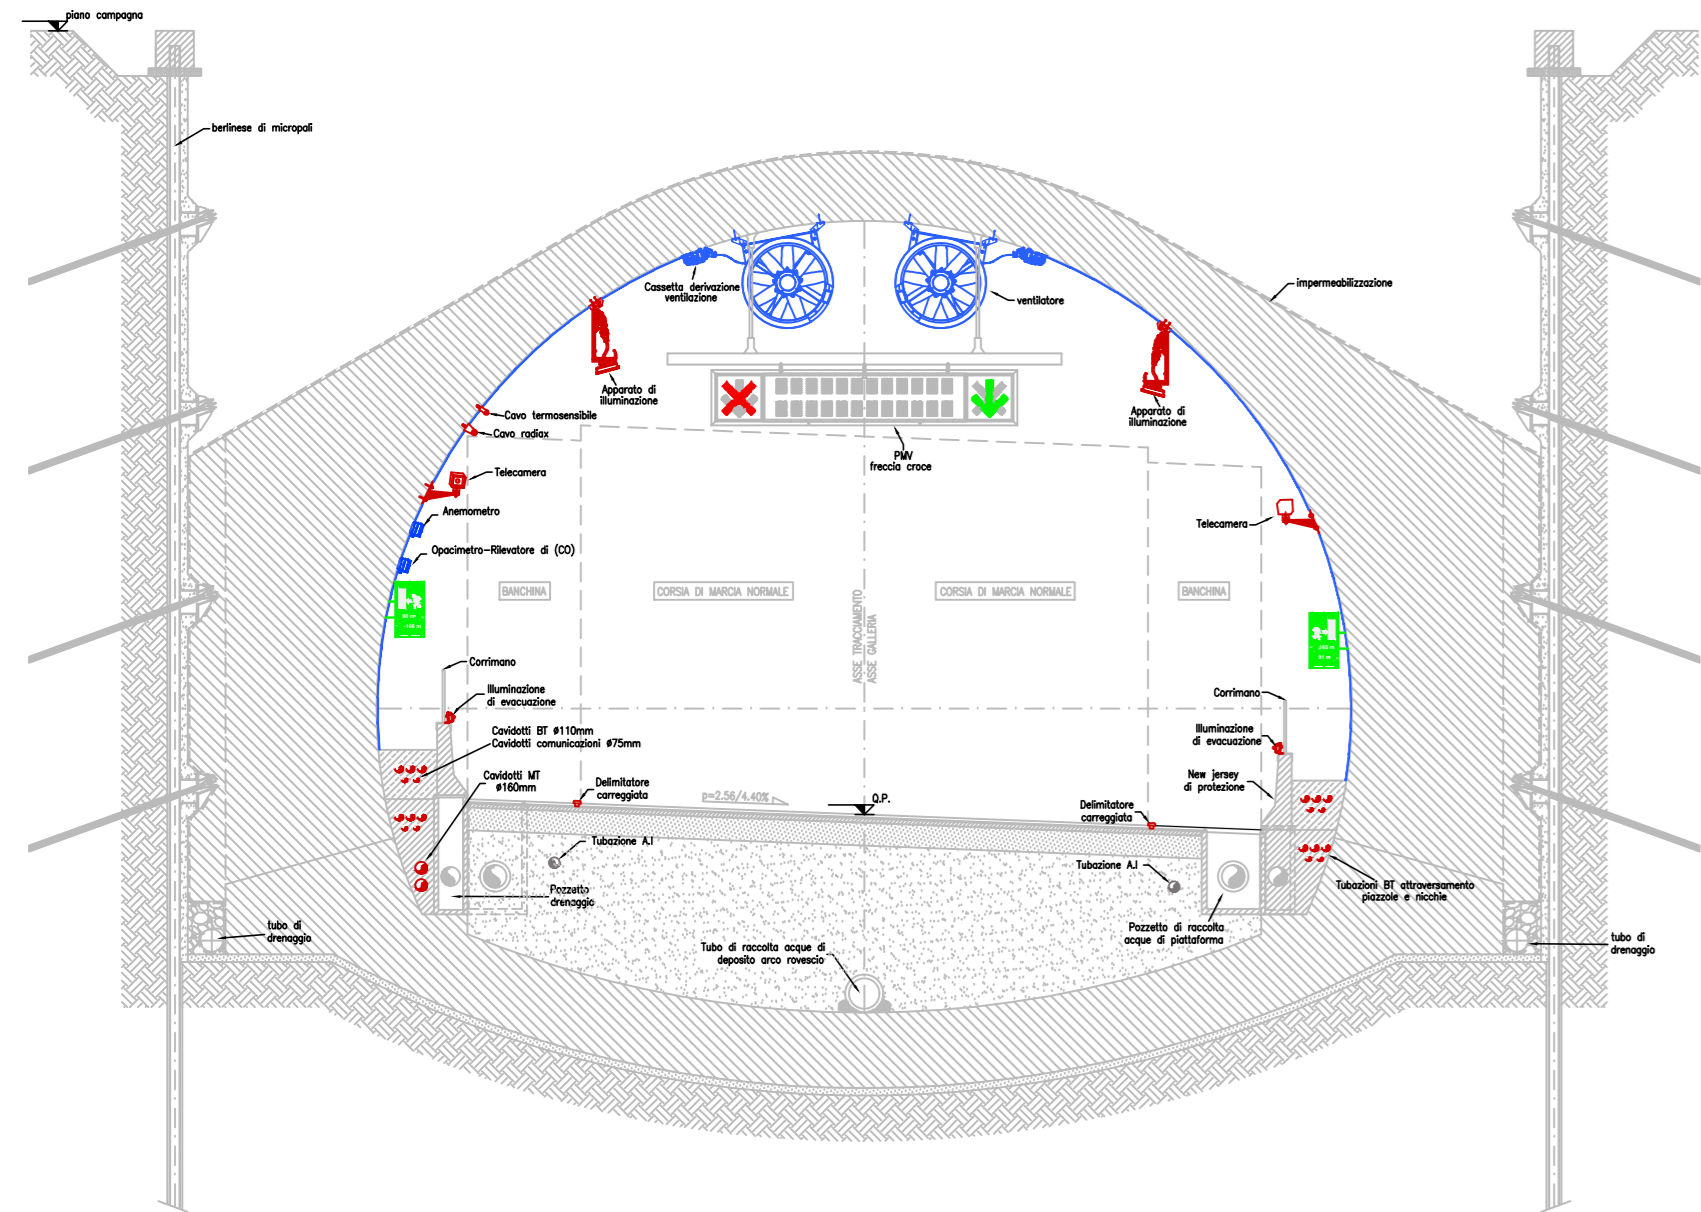 piano campagna
berlinese di micropali
impermeabilizzazione
Cassetta derivazione
ventilazione
ventilatore
Apparato di
illuminazione
Apparato di
illuminazione
Cavo termosensibile
Cavo radiax
PMV
freccia croce
Telecamera
Anemometro
Telecamera
Opacimetro-Rilevatore di (CO)
BANCHINA
CORSIA DI MARCIA NORMALE
CORSIA DI MARCIA NORMALE
BANCHINA
ASSE TRACCIAMENTO
ASSE GALLERIA
Corrimano
Illuminazione
di evacuazione
Corrimano
Cavidotti BT Ø110mm
Cavidotti comunicazioni Ø75mm
Illuminazione
di evacuazione
Cavidotti MT
Ø160mm
Delimitatore
carreggiata
p=2.56/4.40%
Q.P.
New jersey
di protezione
Delimitatore
carreggiata
Tubazione A.I
Tubazione A.I
Pozzetto
drenaggio
Tubazioni BT attraversamento
piazzole e nicchie
tubo di
drenaggio
Tubo di raccolta acque di
deposito arco rovescio
Pozzetto di raccolta
acque di piattaforma
tubo di
drenaggio